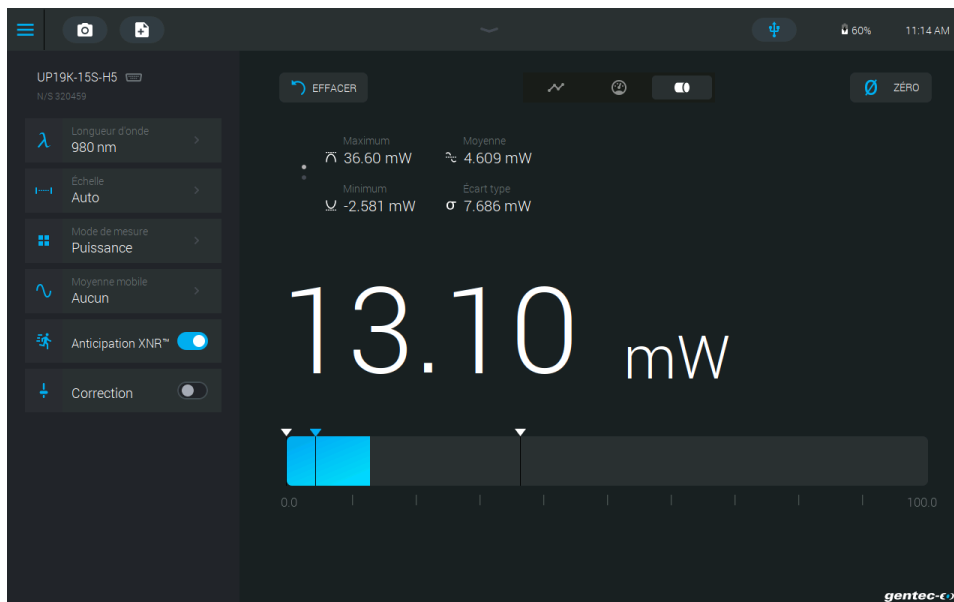 60%
11:14 AM
UP19K-15S-H5
N/S 320459
EFFACER
ZÉRO
λ
Longueur d'onde
980 nm
Échelle
Auto
Mode de mesure
Puissance
Moyenne mobile
Aucun
Anticipation XNR™
Correction
Maximum
36.60 mW
Moyenne
4.609 mW
Minimum
-2.581 mW
Écart type
σ 7.686 mW
13.10 mW
0.0
100.0
gentec-eo